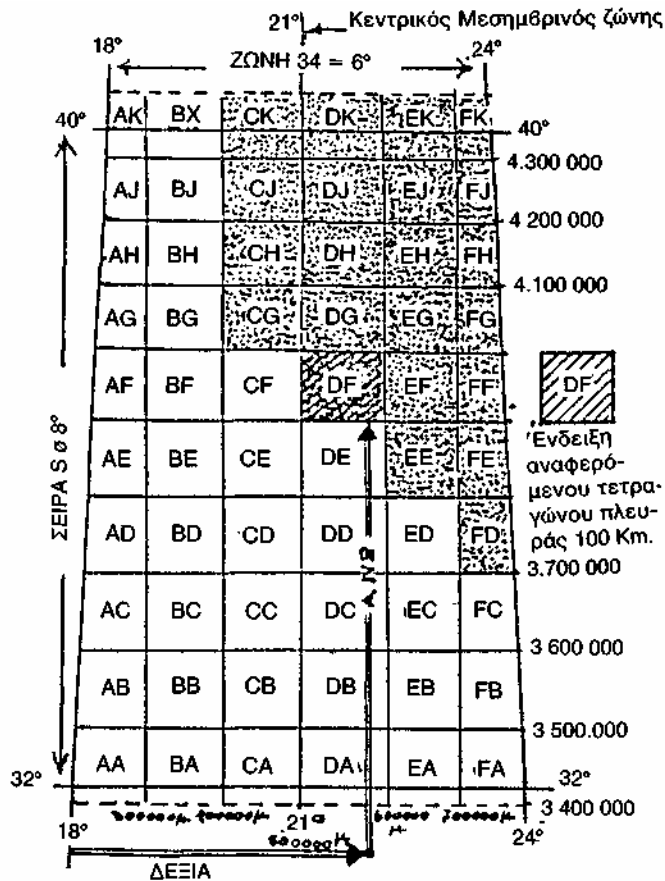 21° Κεντρικός Μεσημβρινός ζώνης
18° ΖΩΝΗ 34 = 6° 24°
AK BX CK DK EK FK
40° 40°
4.300 000
AJ BJ CJ DJ EJ FJ
4 200 000
AH BH CH DH EH FH
4.100 000
AG BG CG DG EG FG
AF BF CF DF EF FF DF
Ένδειξη
AE BE CE DE EE FE αναφερό-
μενου τετρα-
γώνου πλευ-
AD BD CD DD ED FD ράς 100 Km.
3.700 000
ΣΕΙΡΑ S ø 8°
AC BC CC DC EC FC
3 600 000
AB BB CB DB EB FB
3 500.000
AA BA CA DA EA FA
32° 32°
3 400 000
18° 21° 24°
ΔΕΞΙΑ